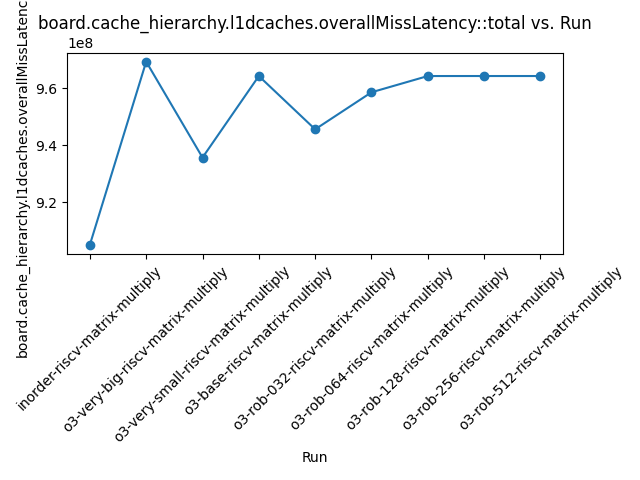 board.cache_hierarchy.l1dcaches.overallMissLatency::total vs. Run
1e8
9.6
9.4
9.2
board.cache_hierarchy.l1dcaches.overallMissLatenc
inorder-riscv-matrix-multiply
o3-very-big-riscv-matrix-multiply
o3-very-small-riscv-matrix-multiply
o3-base-riscv-matrix-multiply
o3-rob-032-riscv-matrix-multiply
o3-rob-064-riscv-matrix-multiply
o3-rob-128-riscv-matrix-multiply
o3-rob-256-riscv-matrix-multiply
o3-rob-512-riscv-matrix-multiply
Run